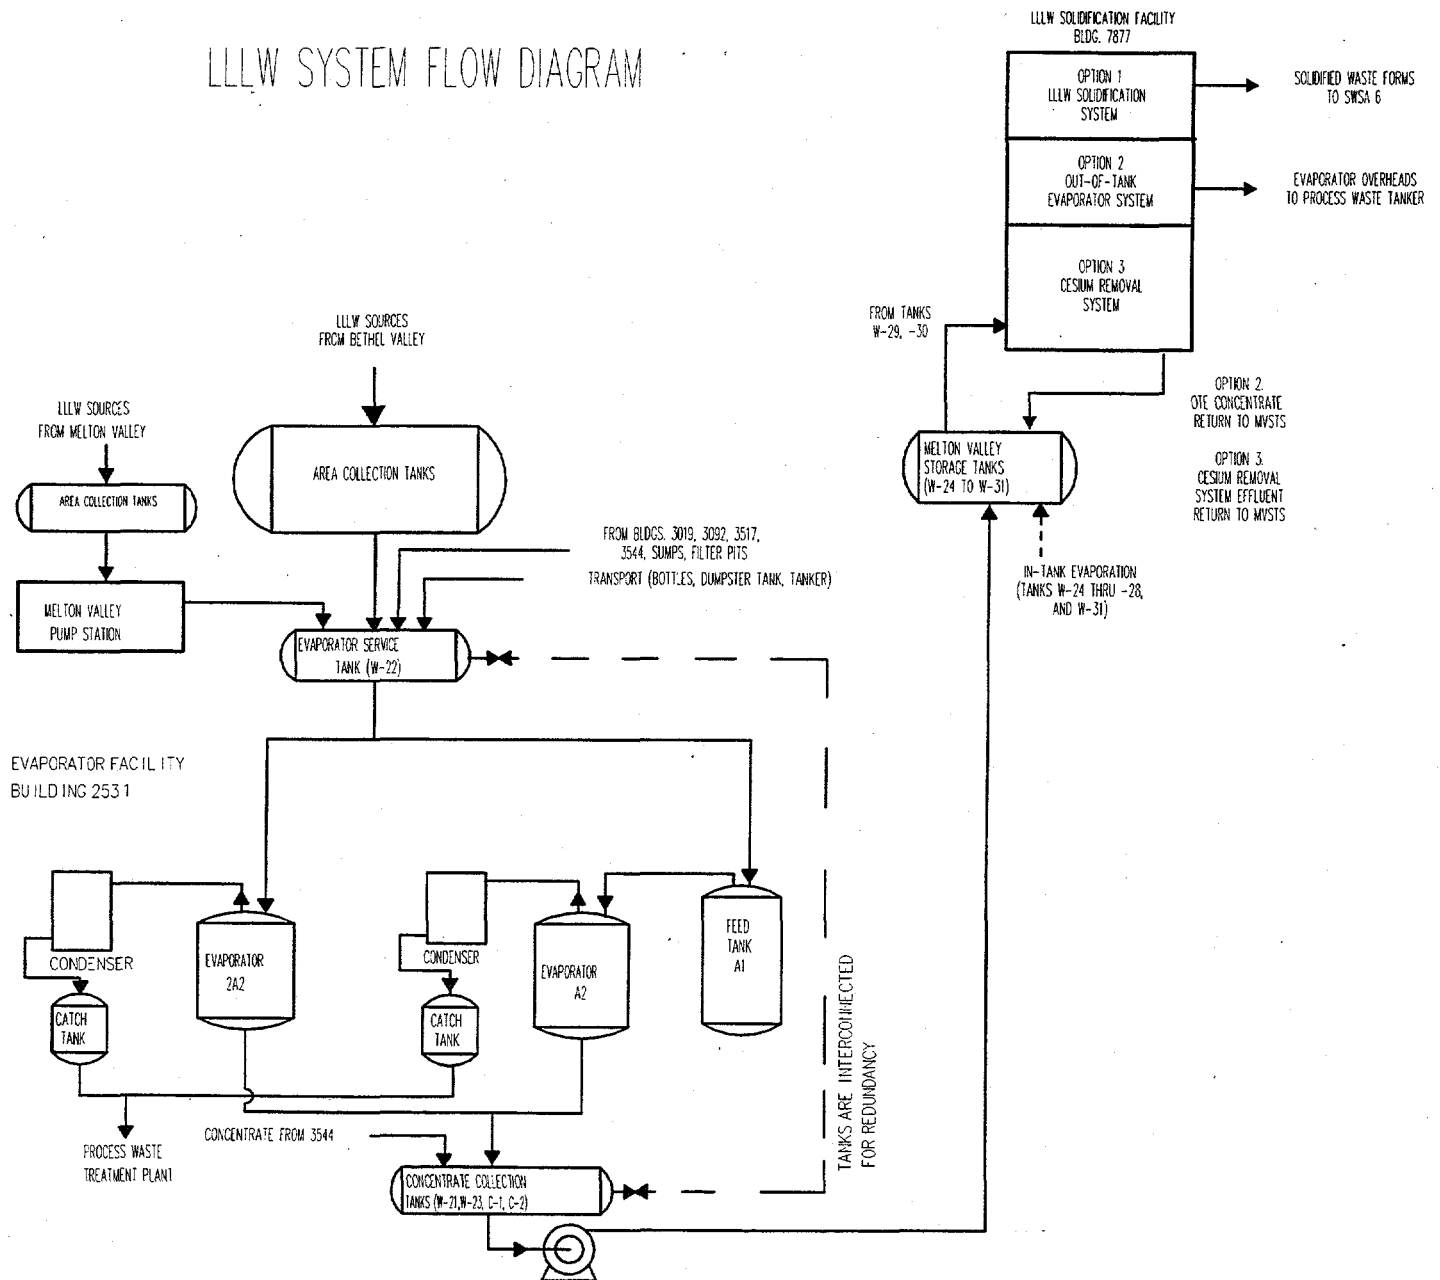 LLLW SYSTEM FLOW DIAGRAM
LLLW SOLIDIFICATION FACILITY
BLDG. 7877
OPTION 1
LLLW SOLIDIFICATION
SYSTEM
SOLIDIFIED WASTE FORMS
TO SWSA 6
OPTION 2
OUT-OF-TANK
EVAPORATOR SYSTEM
EVAPORATOR OVERHEADS
TO PROCESS WASTE TANKER
OPTION 3
CESIUM REMOVAL
SYSTEM
FROM TANKS
W-29, -30
LLLW SOURCES
FROM BETHEL VALLEY
LLLW SOURCES
FROM MELTON VALLEY
AREA COLLECTION TANKS
AREA COLLECTION TANKS
OPTION 2.
OTE CONCENTRATE
RETURN TO MVSTS
OPTION 3.
CESIUM REMOVAL
SYSTEM EFFLUENT
RETURN TO MVSTS
MELTON VALLEY
STORAGE TANKS
(W-24 TO W-31)
FROM BLDGS. 3019, 3092, 3517,
3544, SUMPS, FILTER PITS
TRANSPORT (BOTTLES, DUMPSTER TANK, TANKER)
IN-TANK EVAPORATION
(TANKS W-24 THRU -28,
AND W-31)
MELTON VALLEY
PUMP STATION
EVAPORATOR SERVICE
TANK (W-22)
EVAPORATOR FACILITY
BUILDING 2531
CONDENSER
EVAPORATOR
2A2
CATCH
TANK
CONDENSER
EVAPORATOR
A2
CATCH
TANK
FEED
TANK
A1
TANKS ARE INTERCONNECTED
FOR REDUNDANCY
CONCENTRATE FROM 3544
PROCESS WASTE
TREATMENT PLANT
CONCENTRATE COLLECTION
TANKS (W-21,W-23, C-1, C-2)